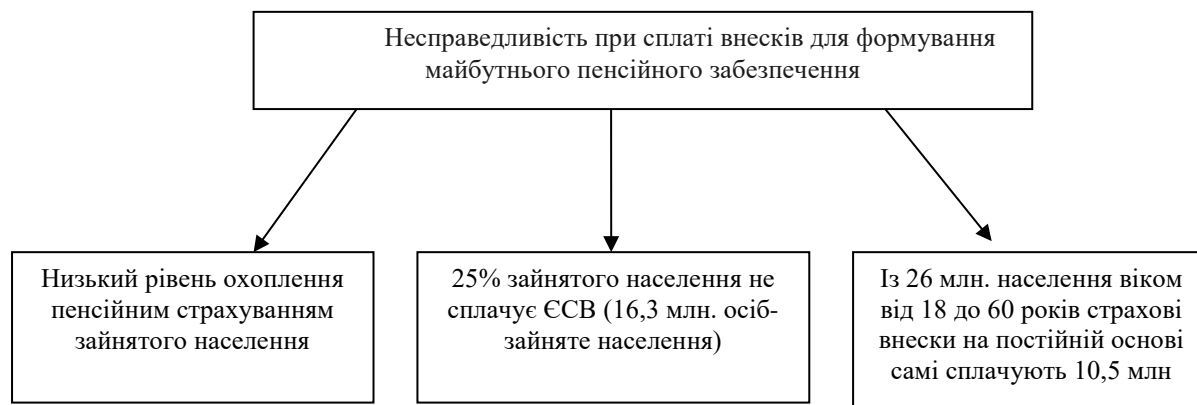 Несправедливість при сплаті внесків для формування
майбутнього пенсійного забезпечення
Низький рівень охоплення
пенсійним страхуванням
зайнятого населення
25% зайнятого населення не
сплачує ЄСВ (16,3 млн. осіб-
зайняте населення)
Із 26 млн. населення віком
від 18 до 60 років страхові
внески на постійній основі
самі сплачують 10,5 млн